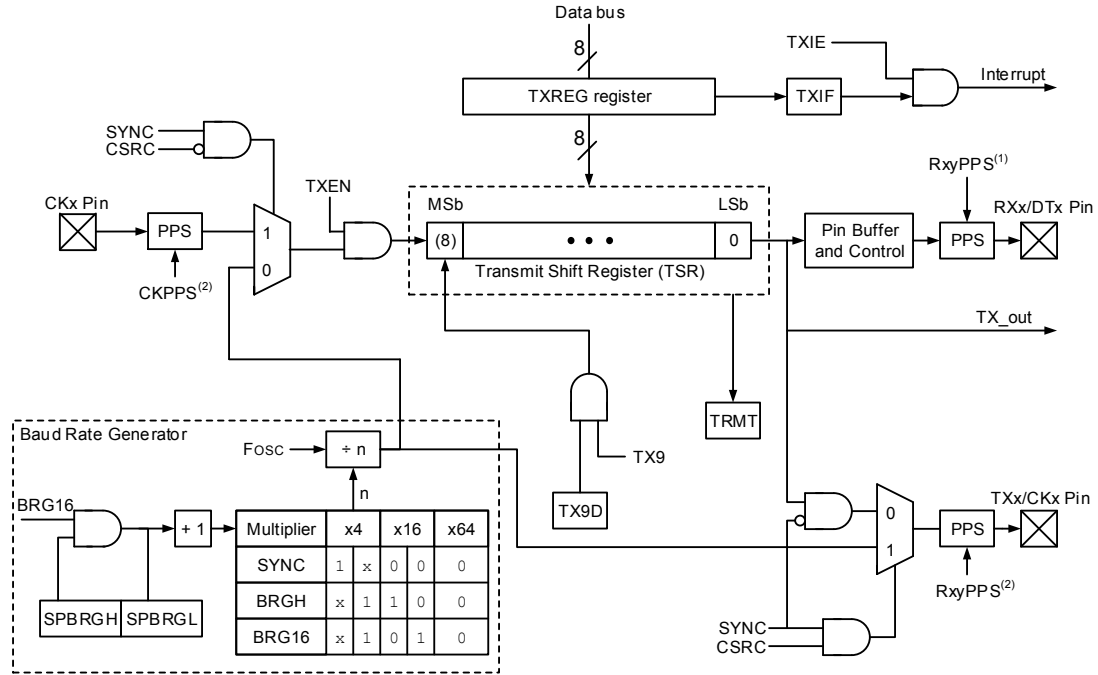 Data bus
8
TXIE
Interrupt
TXREG register
TXIF
SYNC
CSRC
8
RxyPPS(1)
CKx Pin
TXEN
MSb
LSb
RXx/DTx Pin
PPS
1
(8)
• • •
0
Pin Buffer
and Control
PPS
0
Transmit Shift Register (TSR)
CKPPS(2)
TX_out
TRMT
Baud Rate Generator
FOSC
÷ n
TX9
n
BRG16
TX9D
TXx/CKx Pin
+ 1
Multiplier x4 x16 x64
0
PPS
SYNC 1 x 0 0 0
1
BRGH x 1 1 0 0
RxyPPS(2)
SPBRGH SPBRGL
BRG16 x 1 0 1 0
SYNC
CSRC